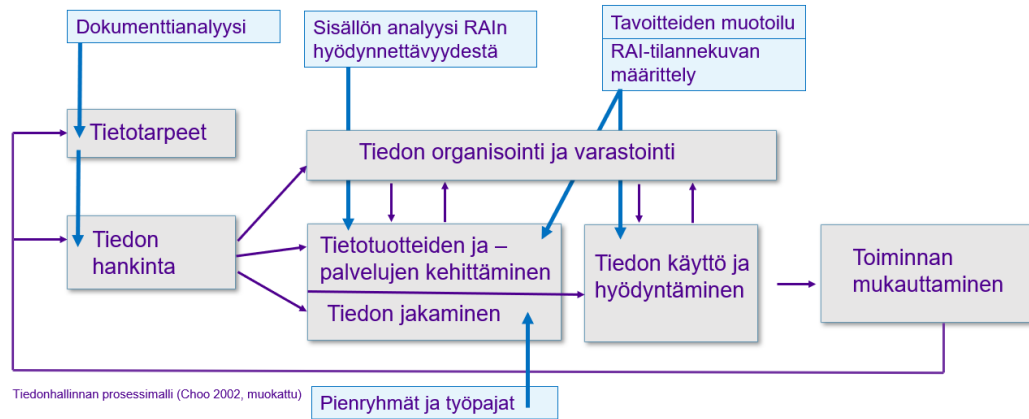 Dokumenttianalyysi
Sisällön analyysi RAIn
hyödynnettävyydestä
Tavoitteiden muotoilu
RAI-tilannekuvan
määrittely
Tietotarpeet
Tiedon organisointi ja varastointi
Tiedon
hankinta
Tietotuotteiden ja –
palvelujen kehittäminen
Tiedon jakaminen
Tiedon käyttö ja
hyödyntäminen
Toiminnan
mukauttaminen
Tiedonhallinnan prosessimalli (Choo 2002, muokattu)
Pienryhmät ja työpajat